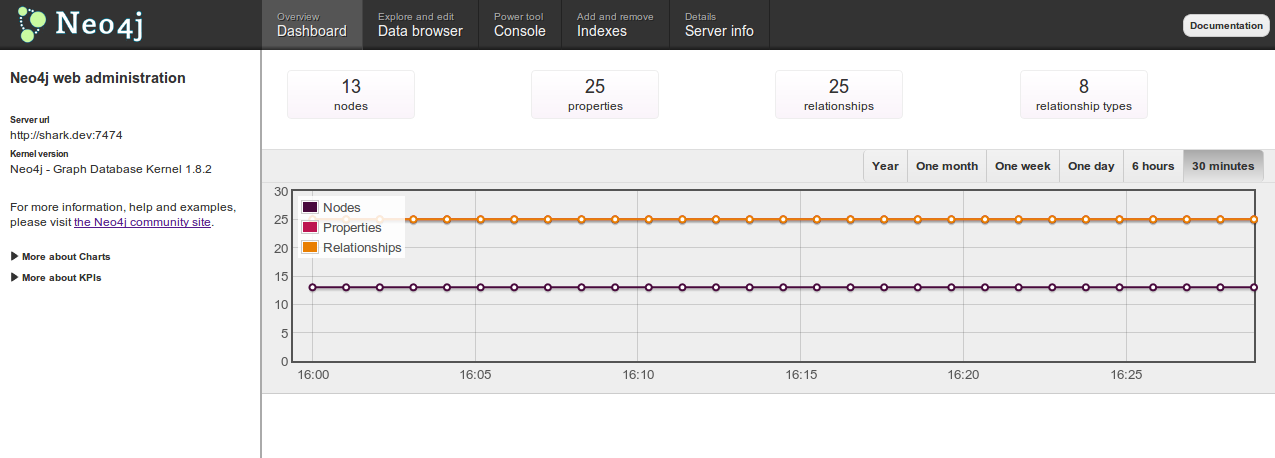 Neo4j
Overview
Dashboard
Explore and edit
Data browser
Power tool
Console
Add and remove
Indexes
Details
Server info
Documentation
Neo4j web administration
Server url
http://shark.dev:7474
Kernel version
Neo4j - Graph Database Kernel 1.8.2
For more information, help and examples,
please visit the Neo4j community site.
More about Charts
More about KPIs
13
nodes
25
properties
25
relationships
8
relationship types
Year
One month
One week
One day
6 hours
30 minutes
30
25
20
15
10
5
0
Nodes
Properties
Relationships
16:00
16:05
16:10
16:15
16:20
16:25